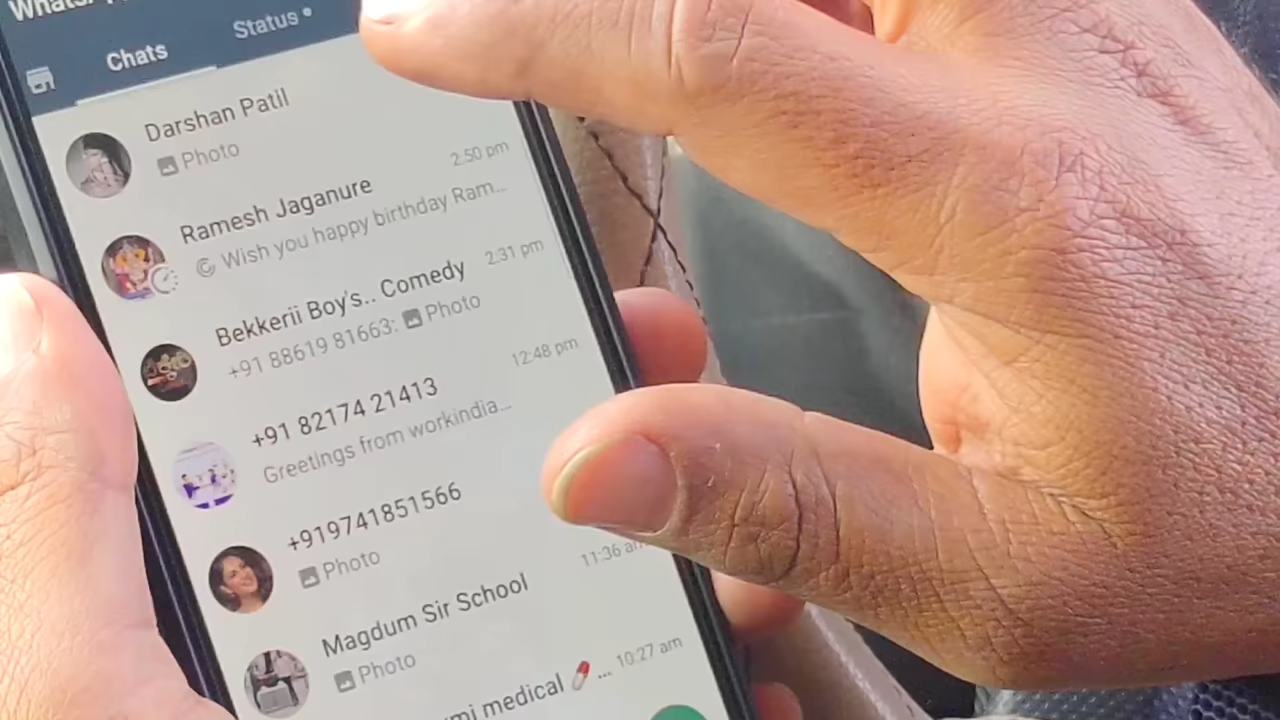 Chats
Status
Darshan Patil
Photo
2:50 pm
Ramesh Jaganure
Wish you happy birthday Ram...
2:31 pm
Bekkerii Boy's.. Comedy
+91 88619 81663: Photo
12:48 pm
+91 82174 21413
Greetings from workindia...
+919741851566
Photo
11:36 am
Magdum Sir School
Photo
10:27 am
medical 💊 ...